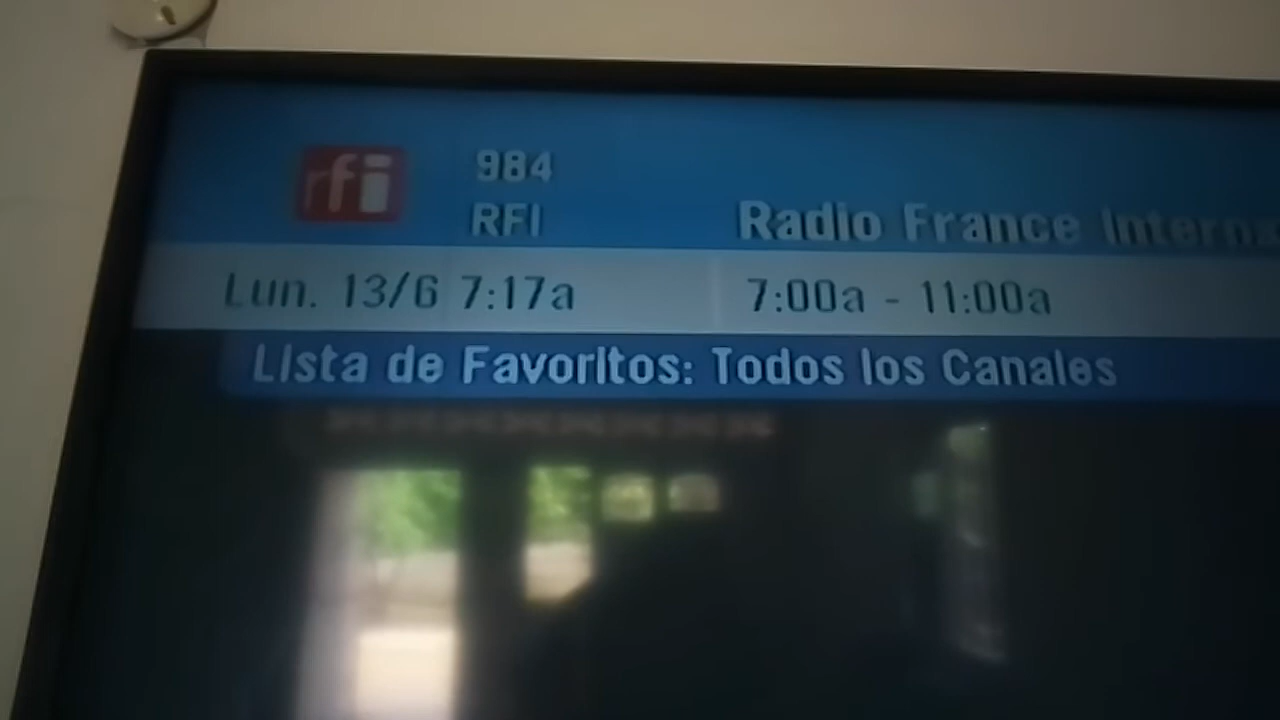 rfi
984
RFI
Radio France Interna
Lun. 13/6 7:17a
7:00a - 11:00a
Lista de Favoritos: Todos los Canales